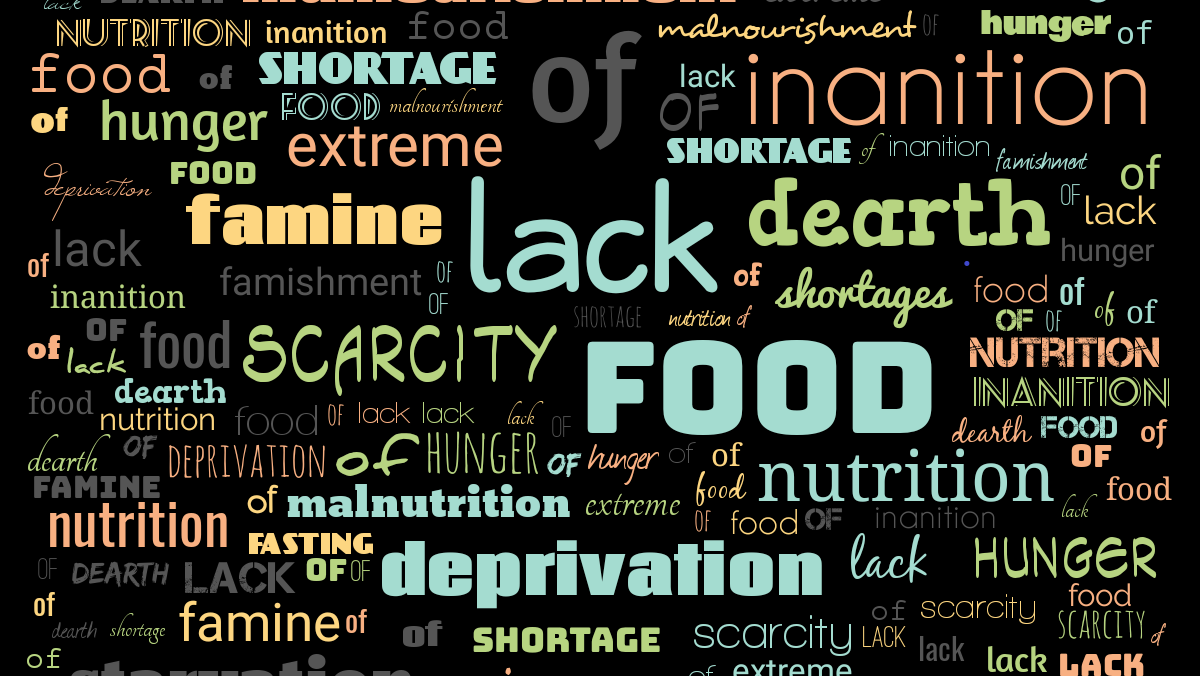 lack
NUTRITION inanition food of malnourishment OF hunger of
food of SHORTAGE lack inanition
of hunger FOOD malnourishment OF
extreme SHORTAGE of inanition famishment
deprivation FOOD of
famine lack dearth OF lack
of lack hunger
famishment OF of shortages food of
inanition OF SHORTAGE nutrition of OF OF of of
of lack OF food SCARCITY FOOD NUTRITION
dearth INANITION
food nutrition food OF lack lack lack OF dearth FOOD of
dearth OF DEPRIVATION of HUNGER OF hunger of of OF
FAMINE malnutrition extreme food nutrition lack food
nutrition of OF food OF inanition
FASTING deprivation lack HUNGER
OF DEARTH LACK OF OF food
of famine of of scarcity SCARCITY
dearth shortage of SHORTAGE scarcity LACK lack of
of starvation of extreme lack LACK